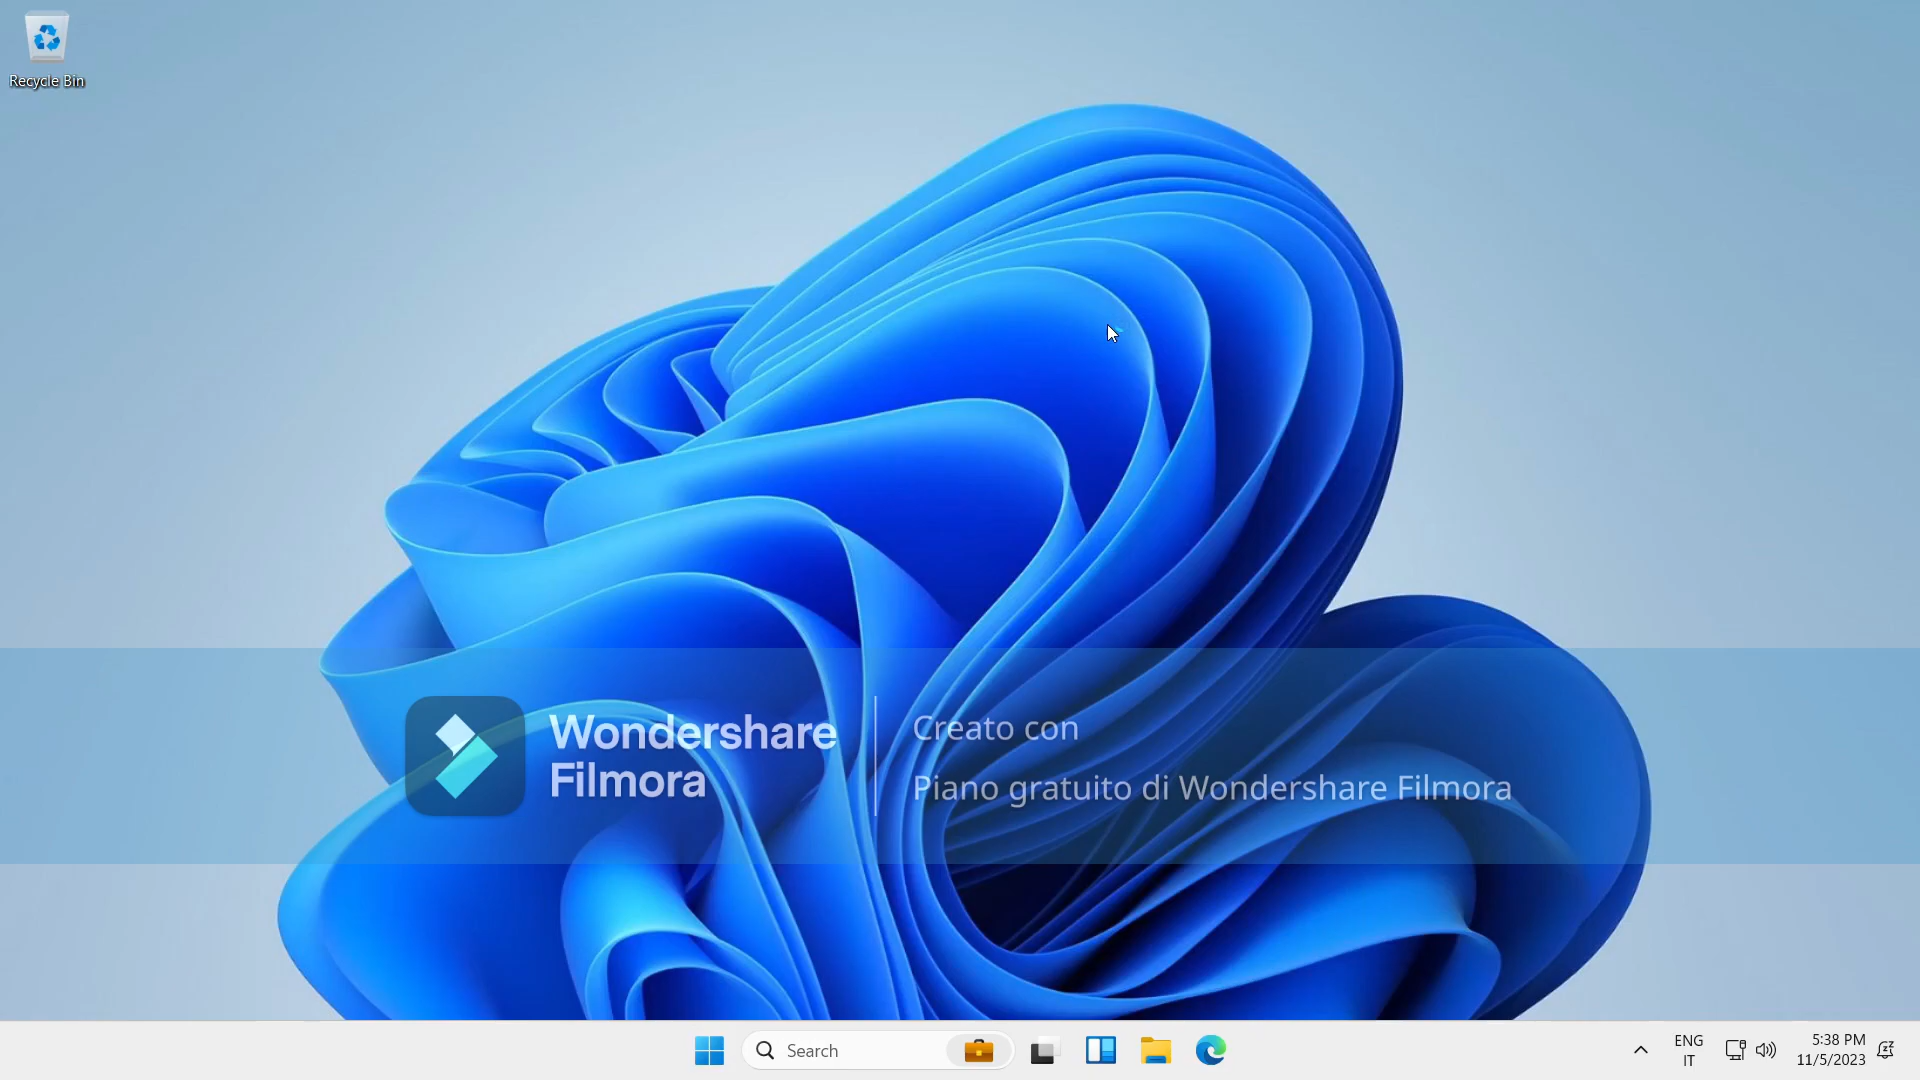 Recycle Bin
Wondershare
Filmora
Creato con
Piano gratuito di Wondershare Filmora
Search
ENG
IT
5:38 PM
11/5/2023